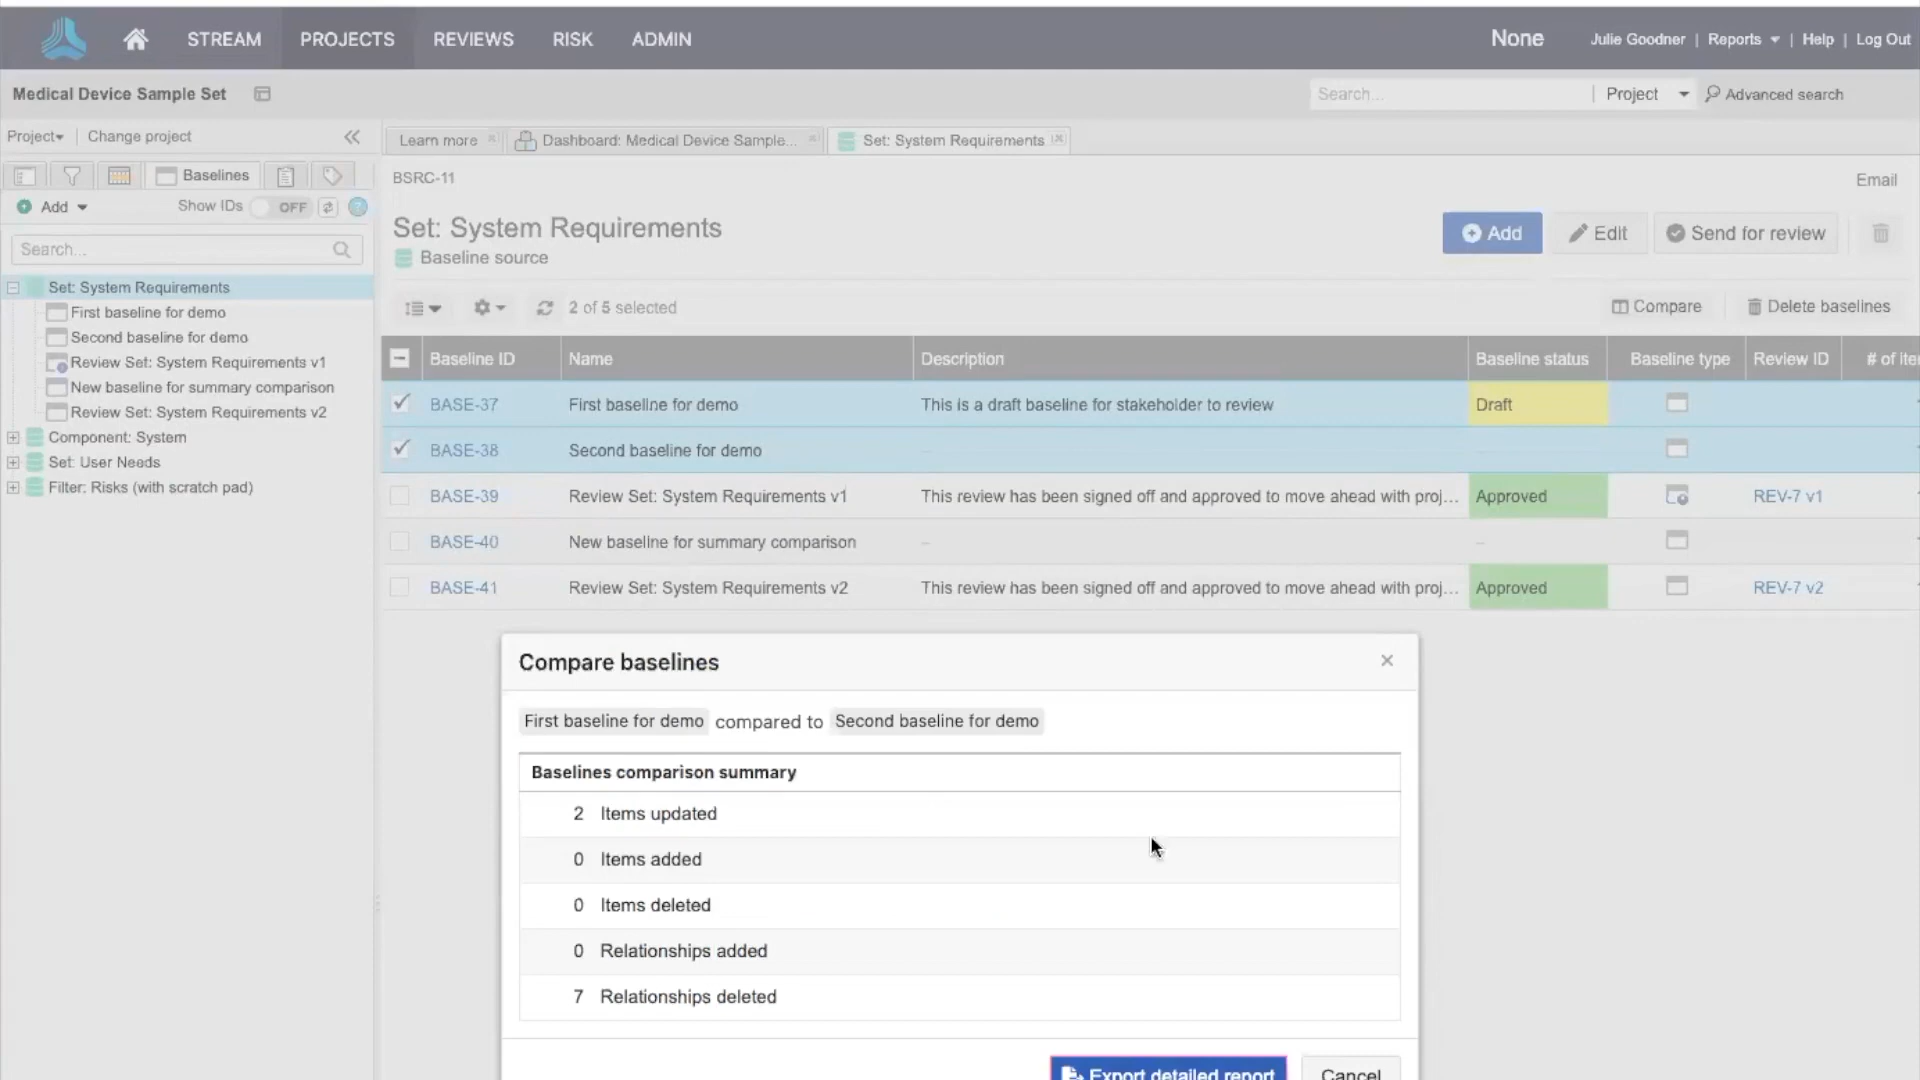 STREAM PROJECTS REVIEWS RISK ADMIN None Julie Goodner | Reports | Help | Log Out
Medical Device Sample Set Search... Project Advanced search
Project Change project Learn more Dashboard: Medical Device Sample... Set: System Requirements
Baselines BSRC-11 Email
Add Show IDs OFF
Set: System Requirements Add Edit Send for review
Search... Baseline source
Set: System Requirements
First baseline for demo
Second baseline for demo
Review Set: System Requirements v1
New baseline for summary comparison
Review Set: System Requirements v2
Component: System
Set: User Needs
Filter: Risks (with scratch pad)
2 of 5 selected Compare Delete baselines
Baseline ID Name Description Baseline status Baseline type Review ID # of ite
BASE-37 First baseline for demo This is a draft baseline for stakeholder to review Draft
BASE-38 Second baseline for demo –
BASE-39 Review Set: System Requirements v1 This review has been signed off and approved to move ahead with proj... Approved REV-7 v1
BASE-40 New baseline for summary comparison – –
BASE-41 Review Set: System Requirements v2 This review has been signed off and approved to move ahead with proj... Approved REV-7 v2
Compare baselines
First baseline for demo compared to Second baseline for demo
Baselines comparison summary
2 Items updated
0 Items added
0 Items deleted
0 Relationships added
7 Relationships deleted
Export detailed report Cancel